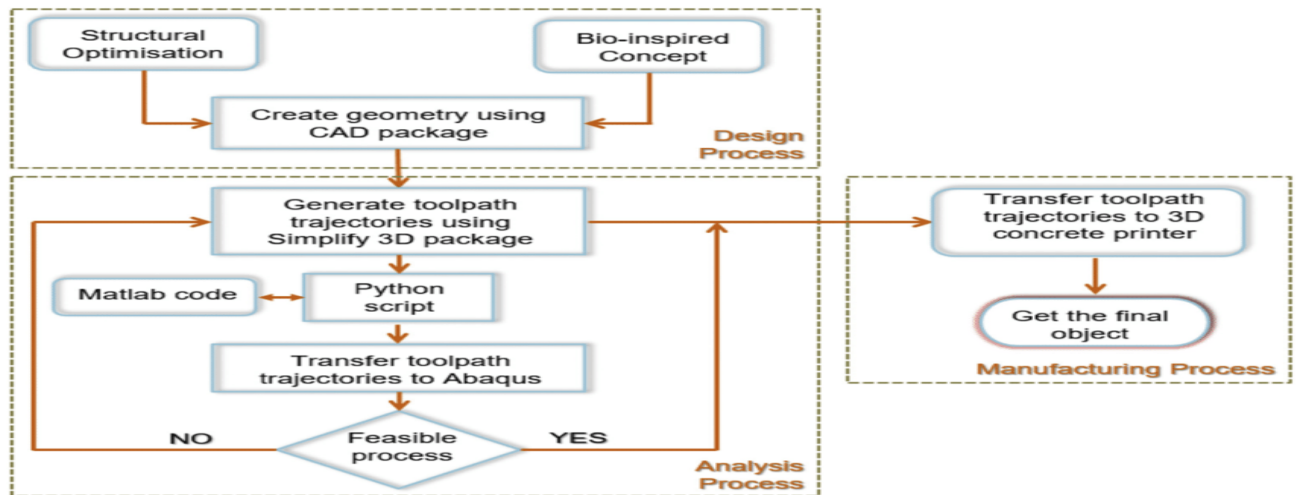 Structural
Optimisation
Bio-inspired
Concept
Create geometry using
CAD package
Design
Process
Generate toolpath
trajectories using
Simplify 3D package
Matlab code
Python
script
Transfer toolpath
trajectories to Abaqus
NO
Feasible
process
YES
Analysis
Process
Transfer toolpath
trajectories to 3D
concrete printer
Get the final
object
Manufacturing Process